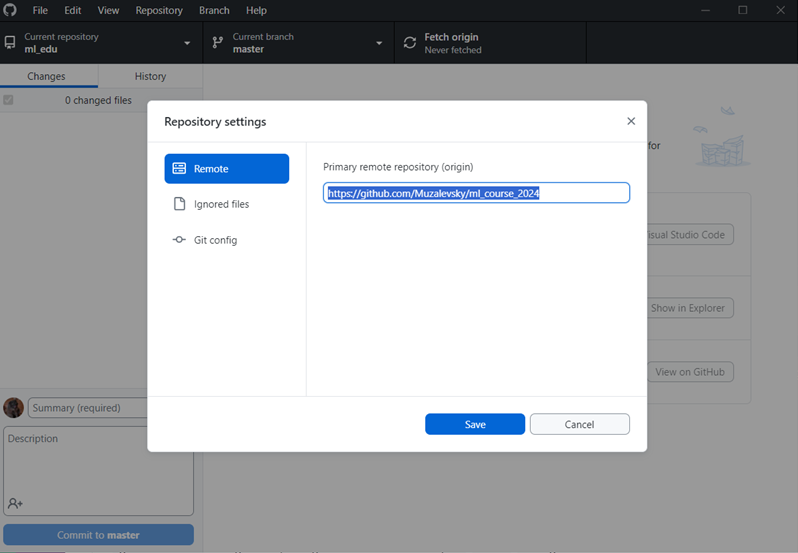 File Edit View Repository Branch Help
Current repository
ml_edu
Current branch
master
Fetch origin
Never fetched
Changes
History
0 changed files
Repository settings
Remote
Ignored files
Git config
Primary remote repository (origin)
https://github.com/Muzalevsky/ml_course_2024
for
Visual Studio Code
Show in Explorer
View on GitHub
Save
Cancel
Summary (required)
Description
Commit to master